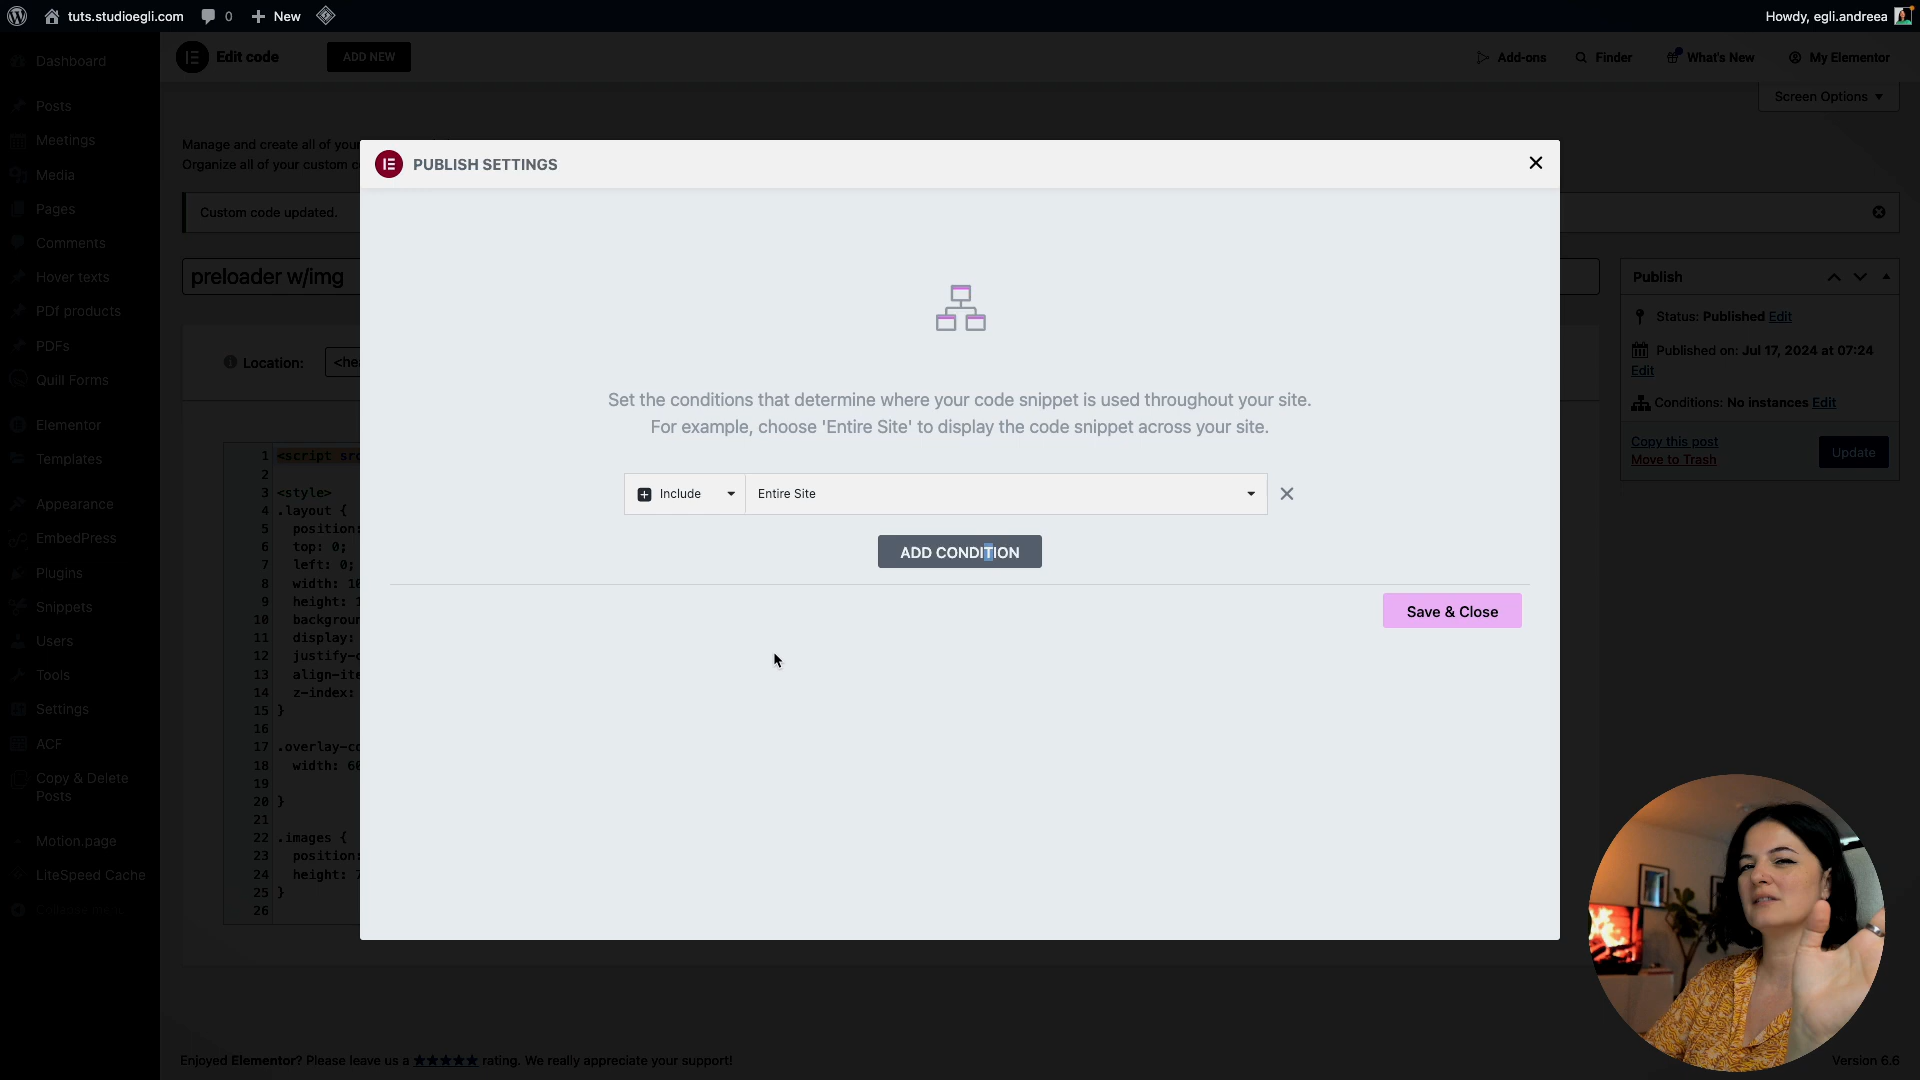 tuts.studioegli.com
0
New
Howdy, egli.andreea
Edit code
ADD NEW
Add-ons
Finder
What's New
My Elementor
Screen Options
Dashboard
Posts
Meetings
Media
Pages
Comments
Hover texts
PDf products
PDFs
Quill Forms
Elementor
Templates
Appearance
EmbedPress
Plugins
Snippets
Users
Tools
Settings
ACF
Copy & Delete
Posts
Motion.page
LiteSpeed Cache
Manage and create all of you
Organize all of your custom c
Custom code updated.
preloader w/img
Location:
<hea
1 <script src
2
3 <style>
4 .layout {
5 position:
6 top: 0;
7 left: 0;
8 width: 10
9 height: 1
10 backgroun
11 display:
12 justify-c
13 align-ite
14 z-index:
15 }
16
17 .overlay-co
18 width: 60
19
20 }
21
22 .images {
23 position:
24 height: 7
25 }
26
PUBLISH SETTINGS
Set the conditions that determine where your code snippet is used throughout your site.
For example, choose 'Entire Site' to display the code snippet across your site.
Include
Entire Site
ADD CONDITION
Save & Close
Publish
Status: Published Edit
Published on: Jul 17, 2024 at 07:24
Edit
Conditions: No instances Edit
Copy this post
Move to Trash
Update
Enjoyed Elementor? Please leave us a ★★★★★ rating. We really appreciate your support!
Version 6.6